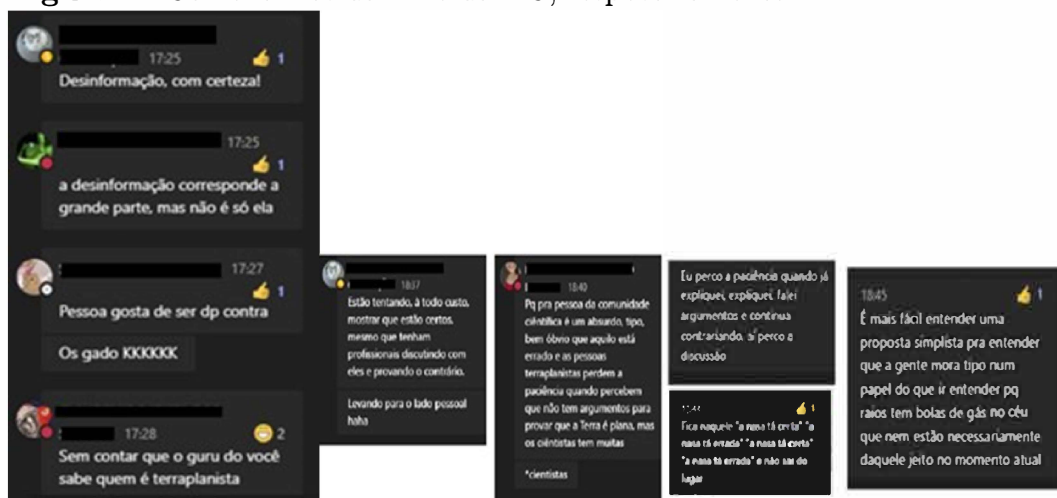 17:25
1
Desinformação, com certeza!
17:25
1
a desinformação corresponde a
grande parte, mas não é só ela
17:27
1
Pessoa gosta de ser dp contra
Os gado KKKKKK
17:28
2
Sem contar que o guru do você
sabe quem é terraplanista
18:37
Estão tentando, à todo custo,
mostrar que estão certos,
mesmo que tenham
profissionais discutindo com
eles e provando o contrário.
Levando para o lado pessoal
haha
18:40
Pq pra pessoa da comunidade
ciêntifica é um absurdo, tipo,
bem óbvio que aquilo está
errado e as pessoas
terraplanistas perdem a
paciência quando percebem
que não tem argumentos para
provar que a Terra é plana, mas
os ciêntistas tem muitas
*cientistas
Eu perco a paciência quando já
expliquei, expliquei, falei
argumentos e continua
contrariando, aí perco a
discussão
1
Fica naquele "a nasa tá certa" "a
nasa tá errada" "a nasa tá certa"
"a nasa tá errada" e não sai do
lugar
18:45
1
É mais fácil entender uma
proposta simplista pra entender
que a gente mora tipo num
papel do que ir entender pq
raios tem bolas de gás no céu
que nem estão necessariamente
daquele jeito no momento atual